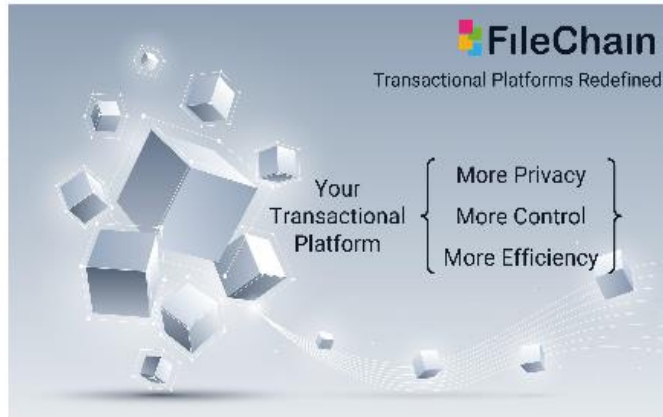 FileChain
Transactional Platforms Redefined
Your
Transactional
Platform
More Privacy
More Control
More Efficiency